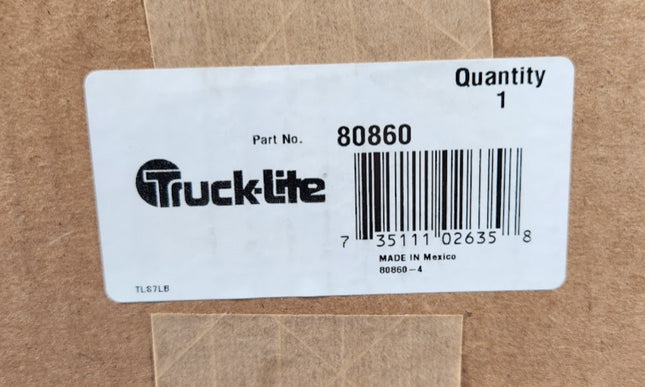 Quantity
1
Part No. 80860
Truck-Lite
7 35111 02635 8
MADE IN Mexico
80860-4
TLS7LB